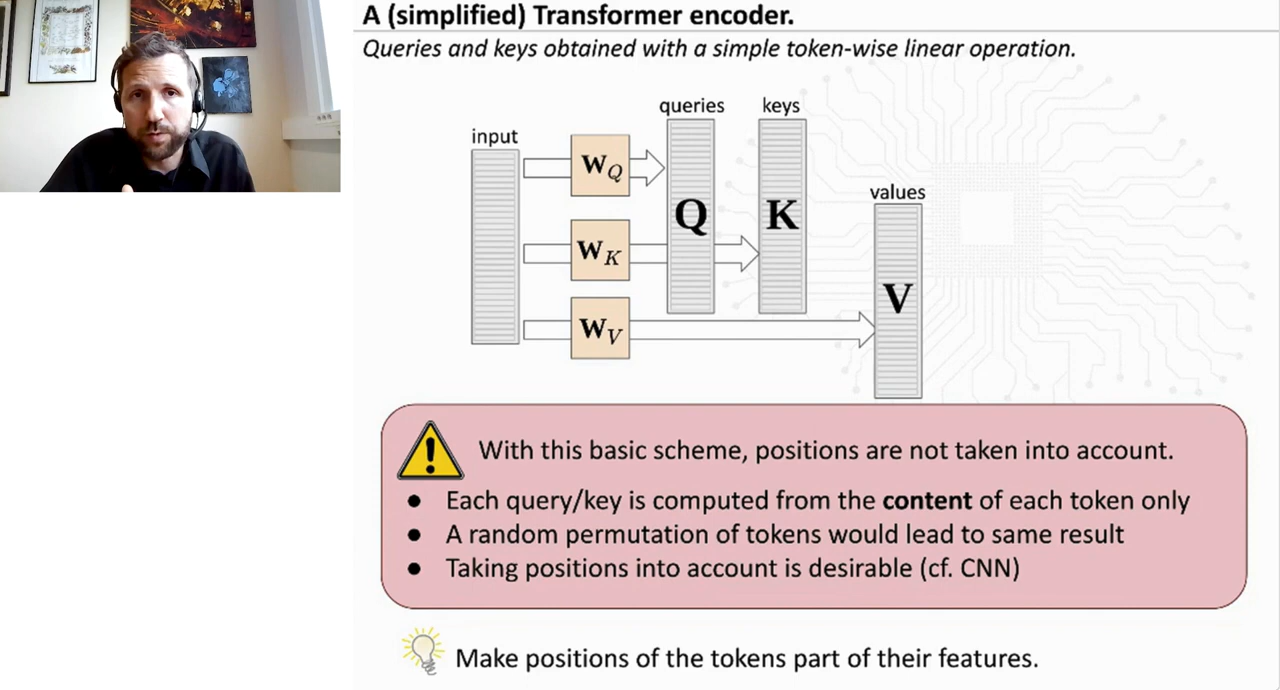 A (simplified) Transformer encoder.
Queries and keys obtained with a simple token-wise linear operation.
queries keys
input
values
W_Q
W_K
W_V
Q
K
V
With this basic scheme, positions are not taken into account.
● Each query/key is computed from the content of each token only
● A random permutation of tokens would lead to same result
● Taking positions into account is desirable (cf. CNN)
Make positions of the tokens part of their features.